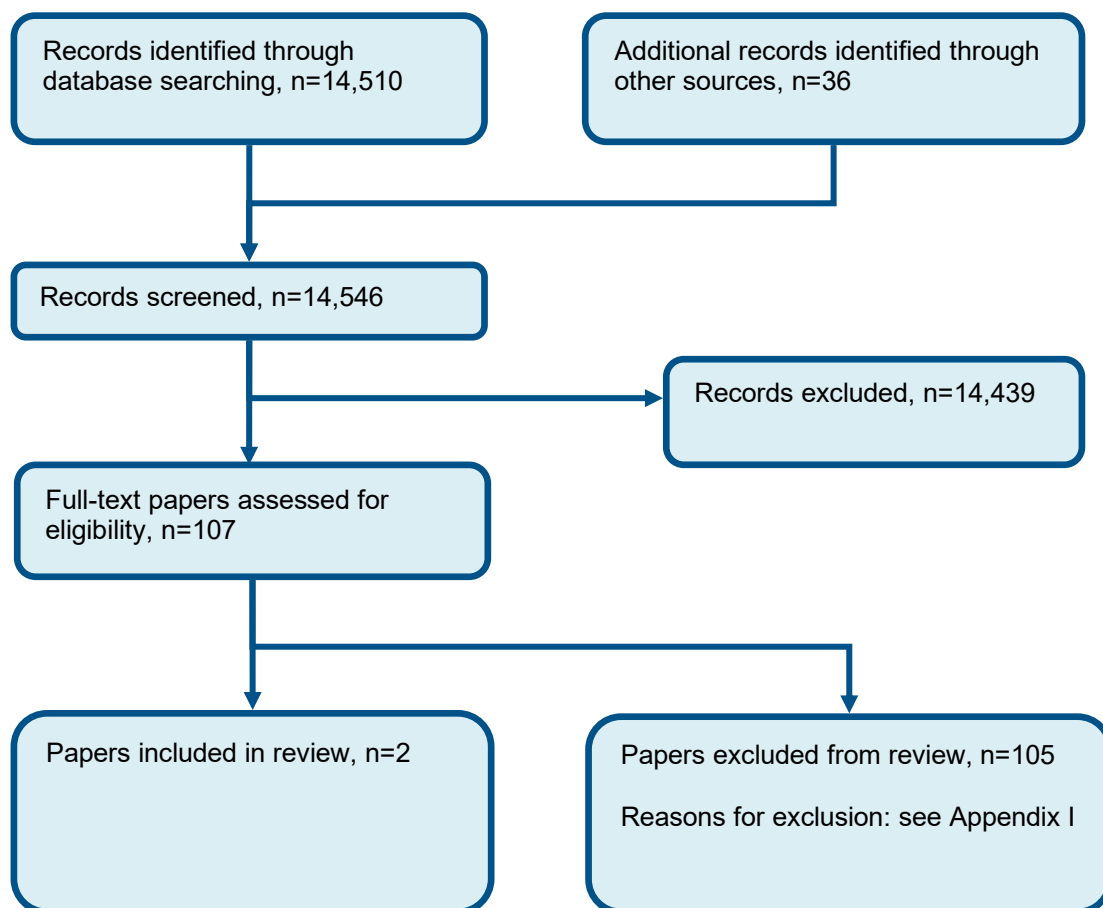 Records identified through
database searching, n=14,510
Additional records identified through
other sources, n=36
Records screened, n=14,546
Records excluded, n=14,439
Full-text papers assessed for
eligibility, n=107
Papers included in review, n=2
Papers excluded from review, n=105
Reasons for exclusion: see Appendix I